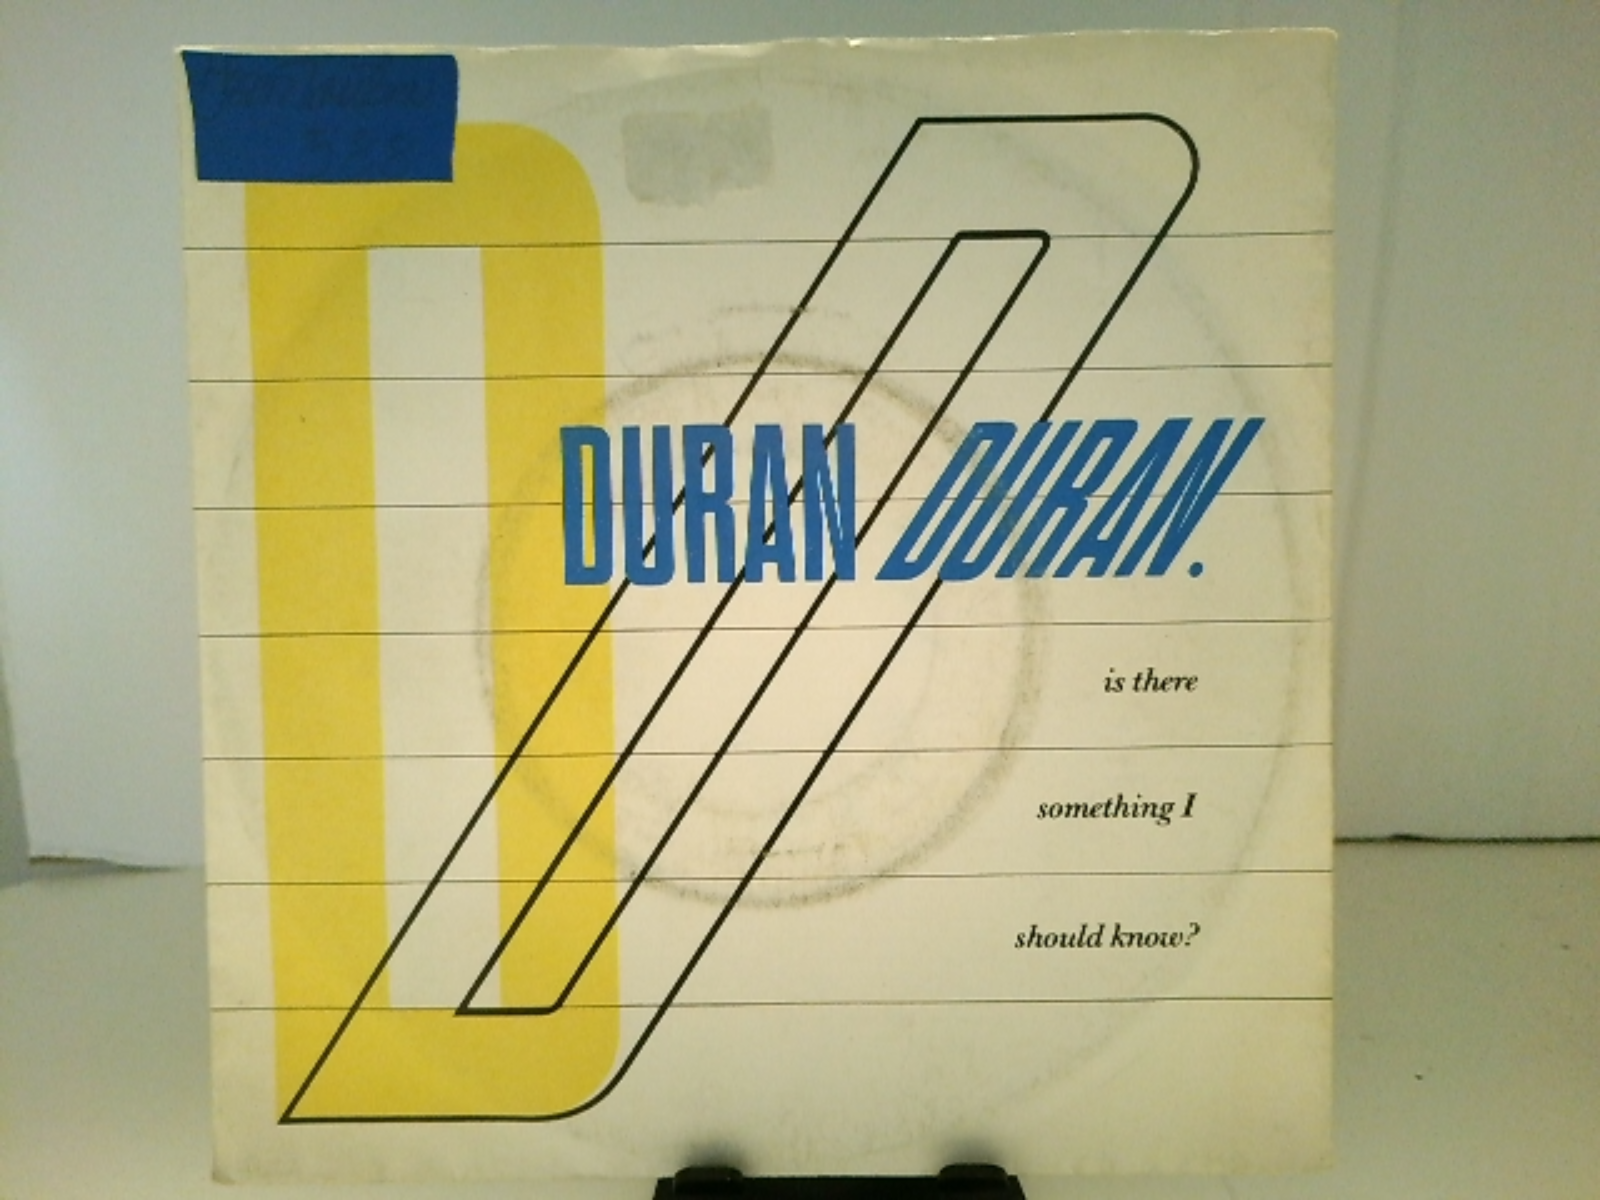 DURAN DURAN.
is there
something I
should know?